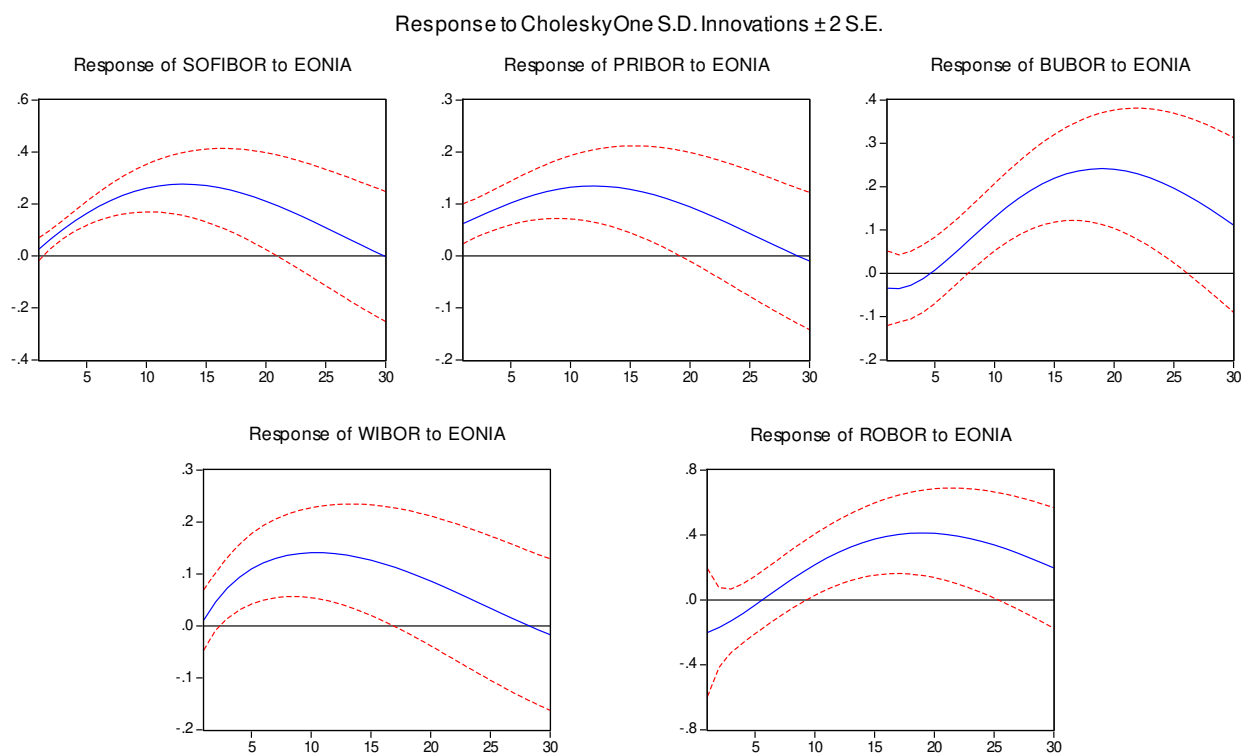 Response to Cholesky One S.D. Innovations ± 2 S.E.
Response of SOFIBOR to EONIA
.6
.4
.2
.0
-.2
-.4
5 10 15 20 25 30
Response of PRIBOR to EONIA
.3
.2
.1
.0
-.1
-.2
5 10 15 20 25 30
Response of BUBOR to EONIA
.4
.3
.2
.1
.0
-.1
-.2
5 10 15 20 25 30
Response of WIBOR to EONIA
.3
.2
.1
.0
-.1
-.2
5 10 15 20 25 30
Response of ROBOR to EONIA
.8
.4
.0
-.4
-.8
5 10 15 20 25 30